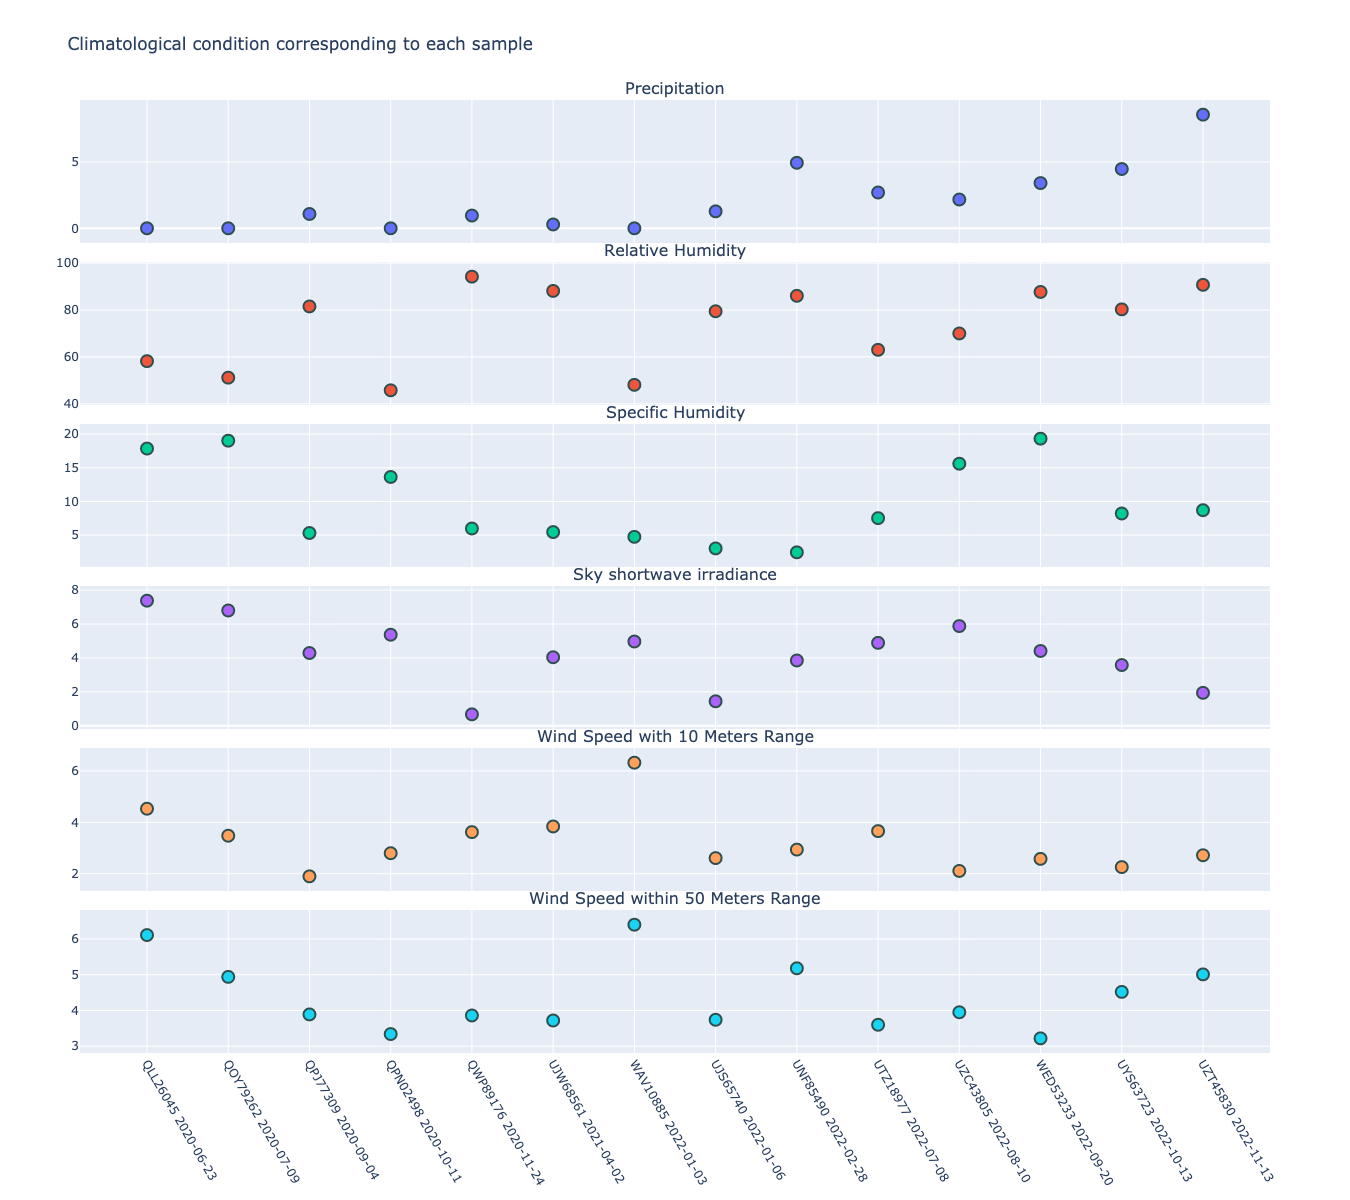 Climatological condition corresponding to each sample
Precipitation
5
0
Relative Humidity
100
80
60
40
Specific Humidity
20
15
10
5
Sky shortwave irradiance
8
6
4
2
0
Wind Speed with 10 Meters Range
6
4
2
Wind Speed within 50 Meters Range
6
5
4
3
QLL26045 2020-06-23
QOY79262 2020-07-09
QPJ77309 2020-09-04
QPN02498 2020-10-11
QWP89176 2020-11-24
UJW68561 2021-04-02
WAV10885 2022-01-03
UJS65740 2022-01-06
UNF85490 2022-02-28
UTZ18977 2022-07-08
UZC43805 2022-08-10
WED53233 2022-09-20
UYS63723 2022-10-13
UZT45830 2022-11-13